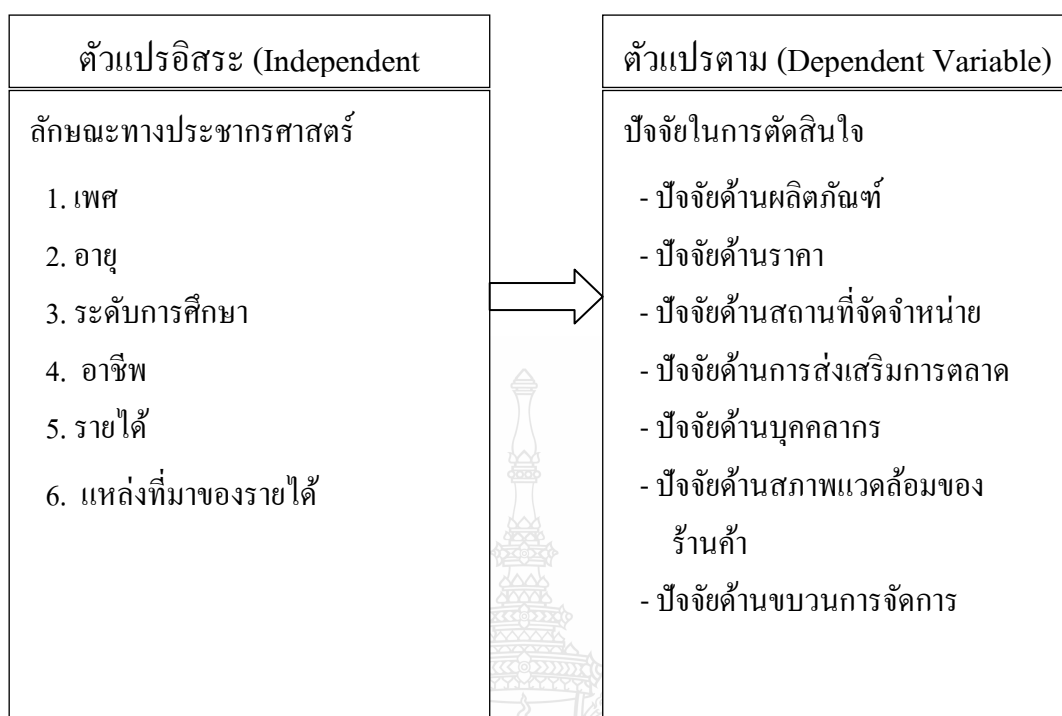 ตัวแปรอิสระ (Independent
ลักษณะทางประชากรศาสตร์
1. เพศ
2. อายุ
3. ระดับการศึกษา
4. อาชีพ
5. รายได้
6. แหล่งที่มาของรายได้
ตัวแปรตาม (Dependent Variable)
ปัจจัยในการตัดสินใจ
- ปัจจัยด้านผลิตภัณฑ์
- ปัจจัยด้านราคา
- ปัจจัยด้านสถานที่จัดจำหน่าย
- ปัจจัยด้านการส่งเสริมการตลาด
- ปัจจัยด้านบุคคลากร
- ปัจจัยด้านสภาพแวดล้อมของ
ร้านค้า
- ปัจจัยด้านขบวนการจัดการ